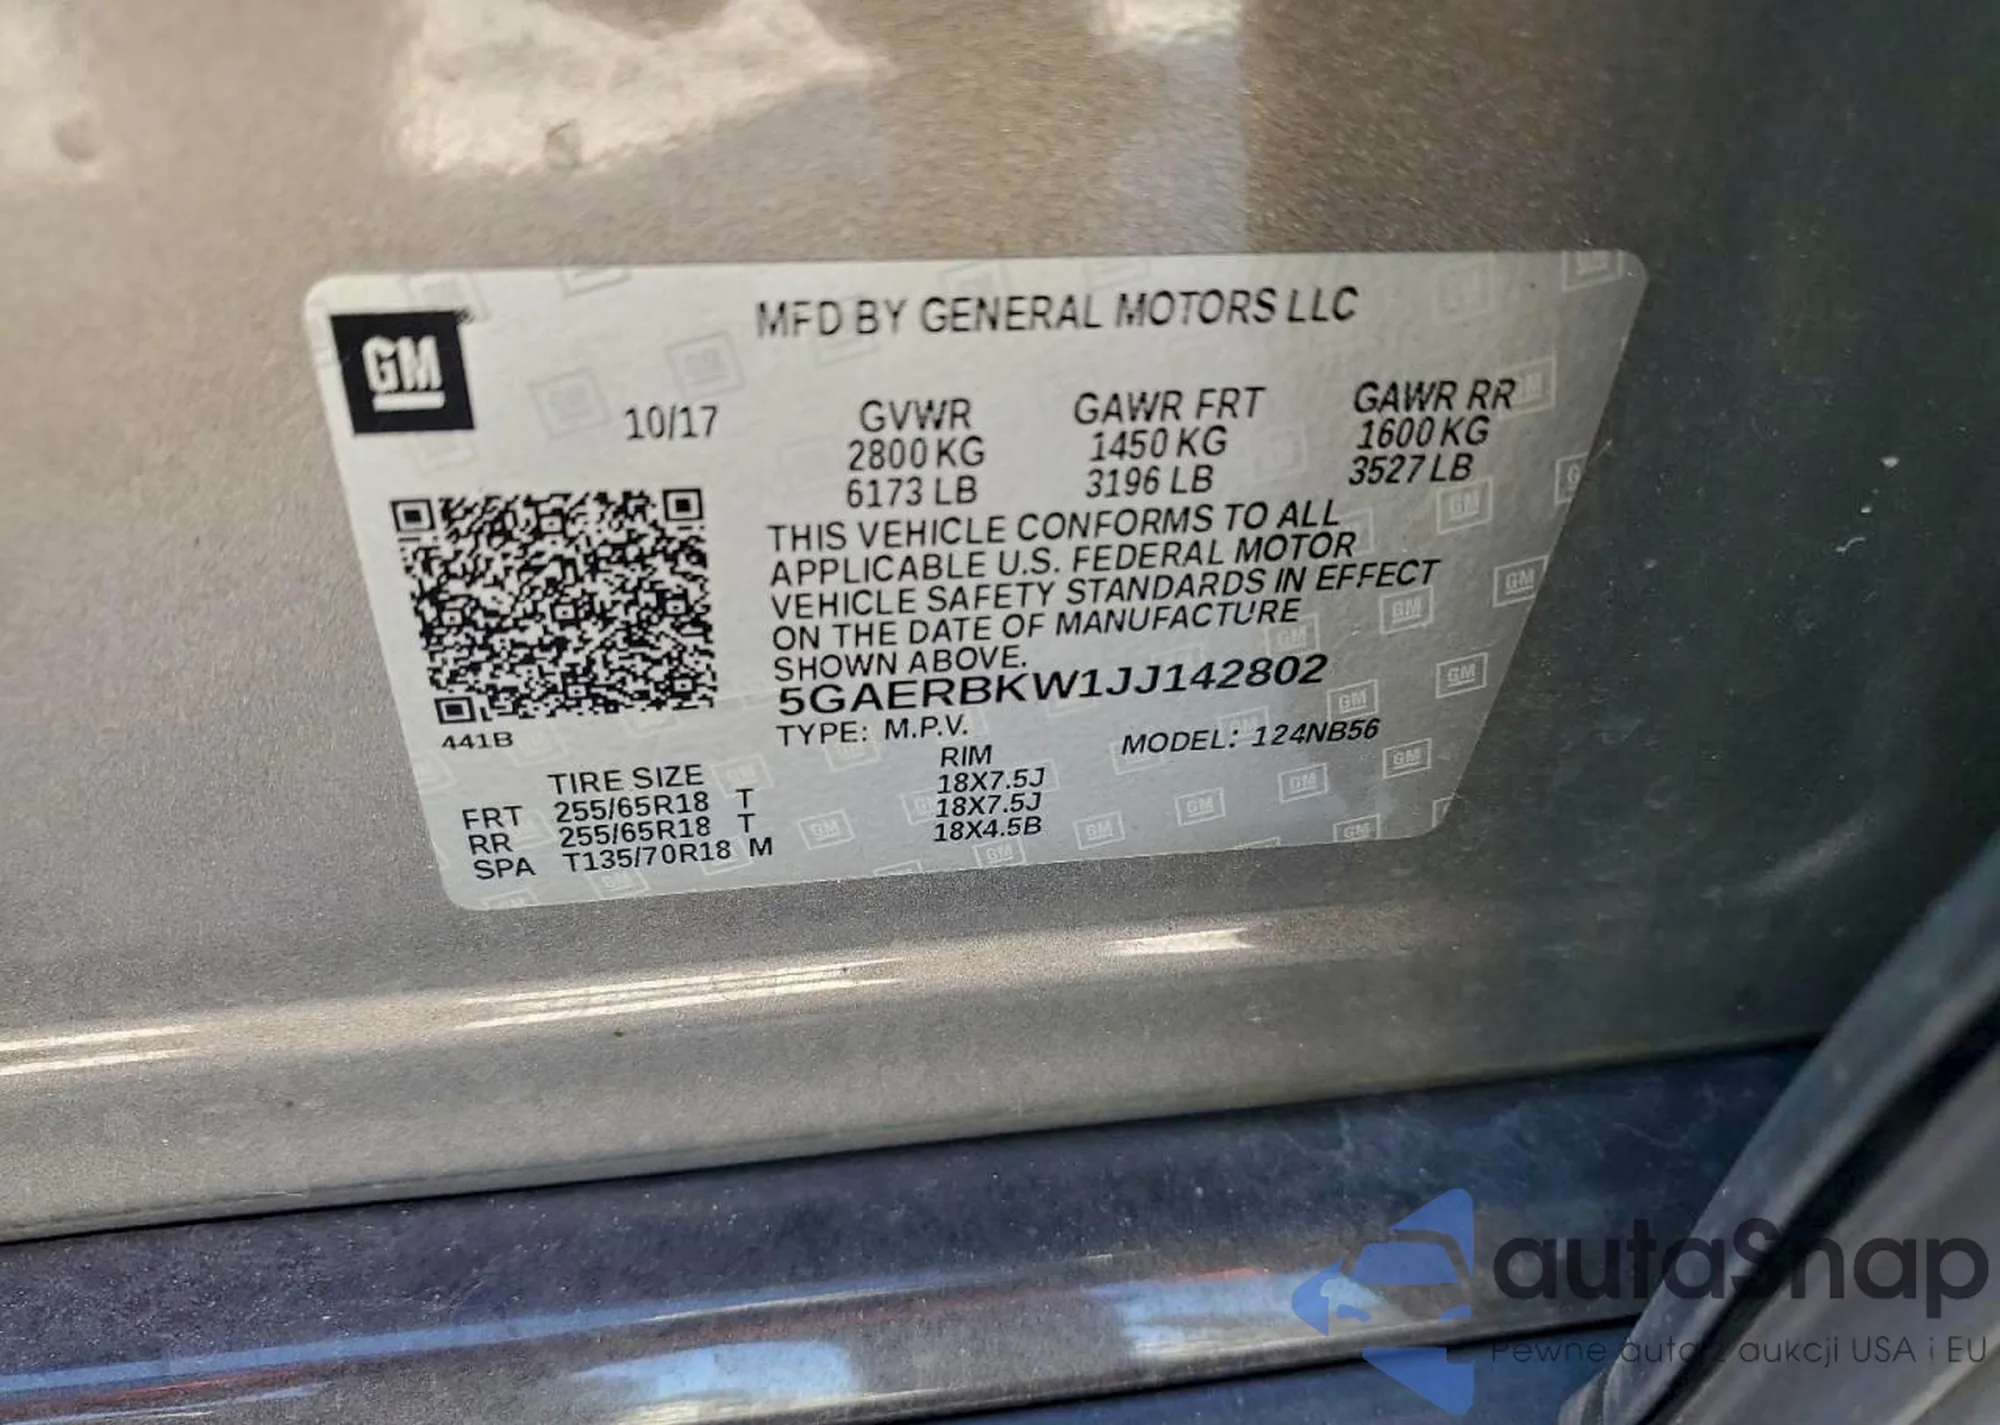 GM
MFD BY GENERAL MOTORS LLC
10/17
GVWR GAWR FRT GAWR RR
2800 KG 1450 KG 1600 KG
6173 LB 3196 LB 3527 LB
THIS VEHICLE CONFORMS TO ALL
APPLICABLE U.S. FEDERAL MOTOR
VEHICLE SAFETY STANDARDS IN EFFECT
ON THE DATE OF MANUFACTURE
SHOWN ABOVE.
5GAERBKW1JJ142802
441B
TYPE: M.P.V. MODEL: 124NB56
TIRE SIZE RIM
FRT 255/65R18 T 18X7.5J
RR 255/65R18 T 18X7.5J
SPA T135/70R18 M 18X4.5B
autaSnap
Pewne auta z aukcji USA i EU